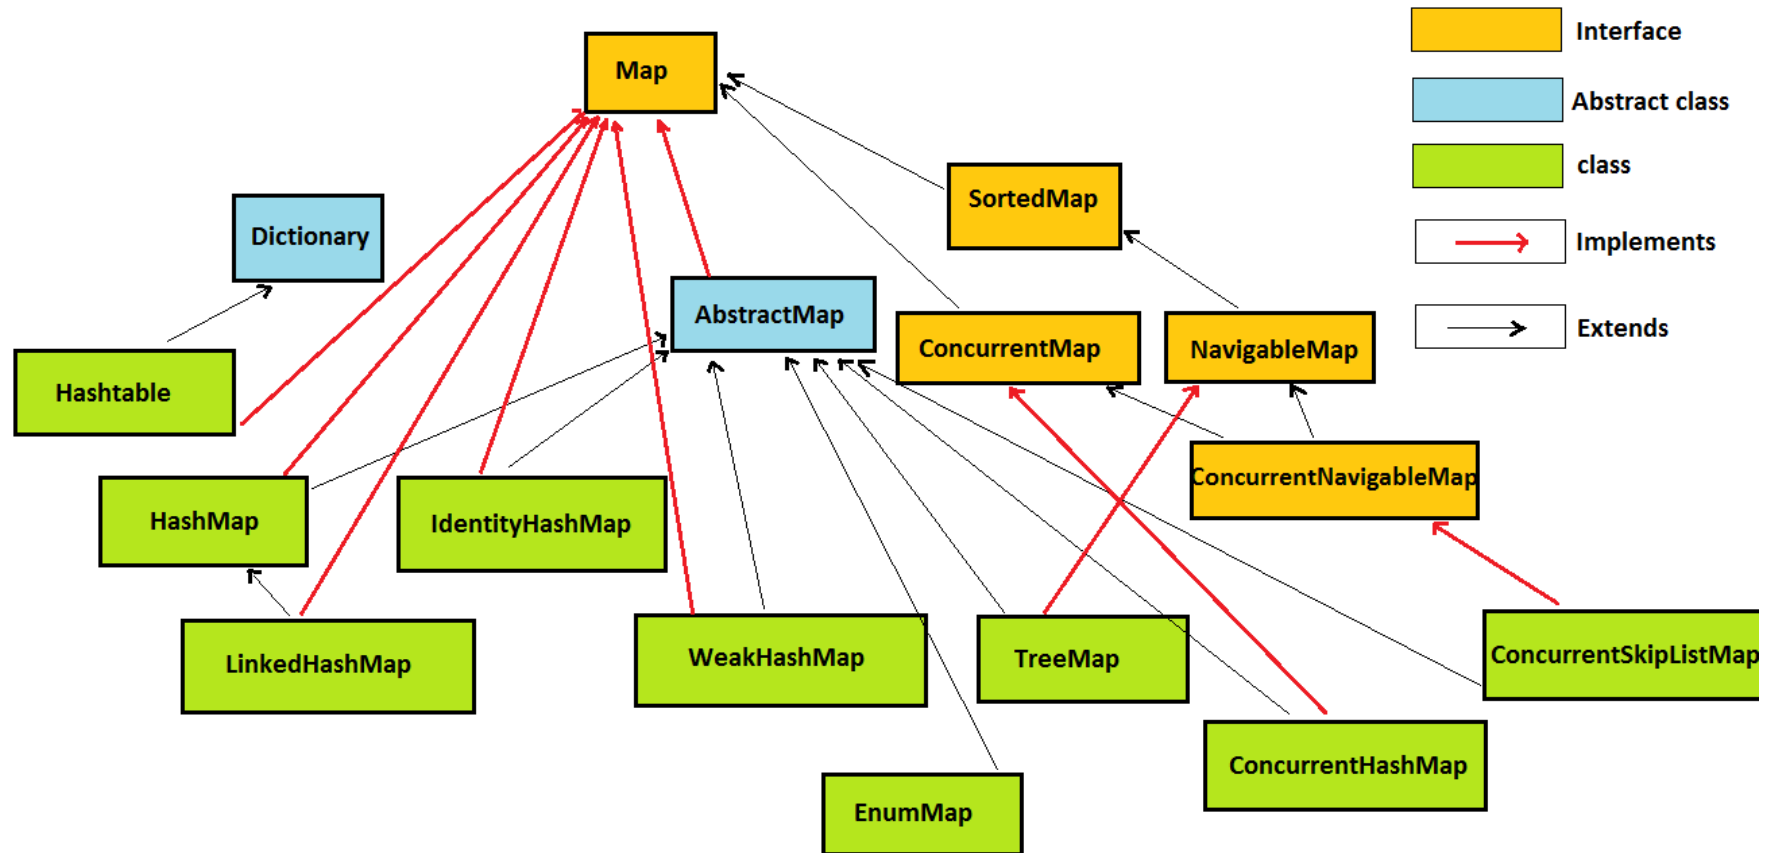 Map
Interface
Abstract class
class
Implements
Extends
SortedMap
Dictionary
AbstractMap
ConcurrentMap
NavigableMap
Hashtable
ConcurrentNavigableMap
HashMap
IdentityHashMap
LinkedHashMap
WeakHashMap
TreeMap
ConcurrentSkipListMap
ConcurrentHashMap
EnumMap